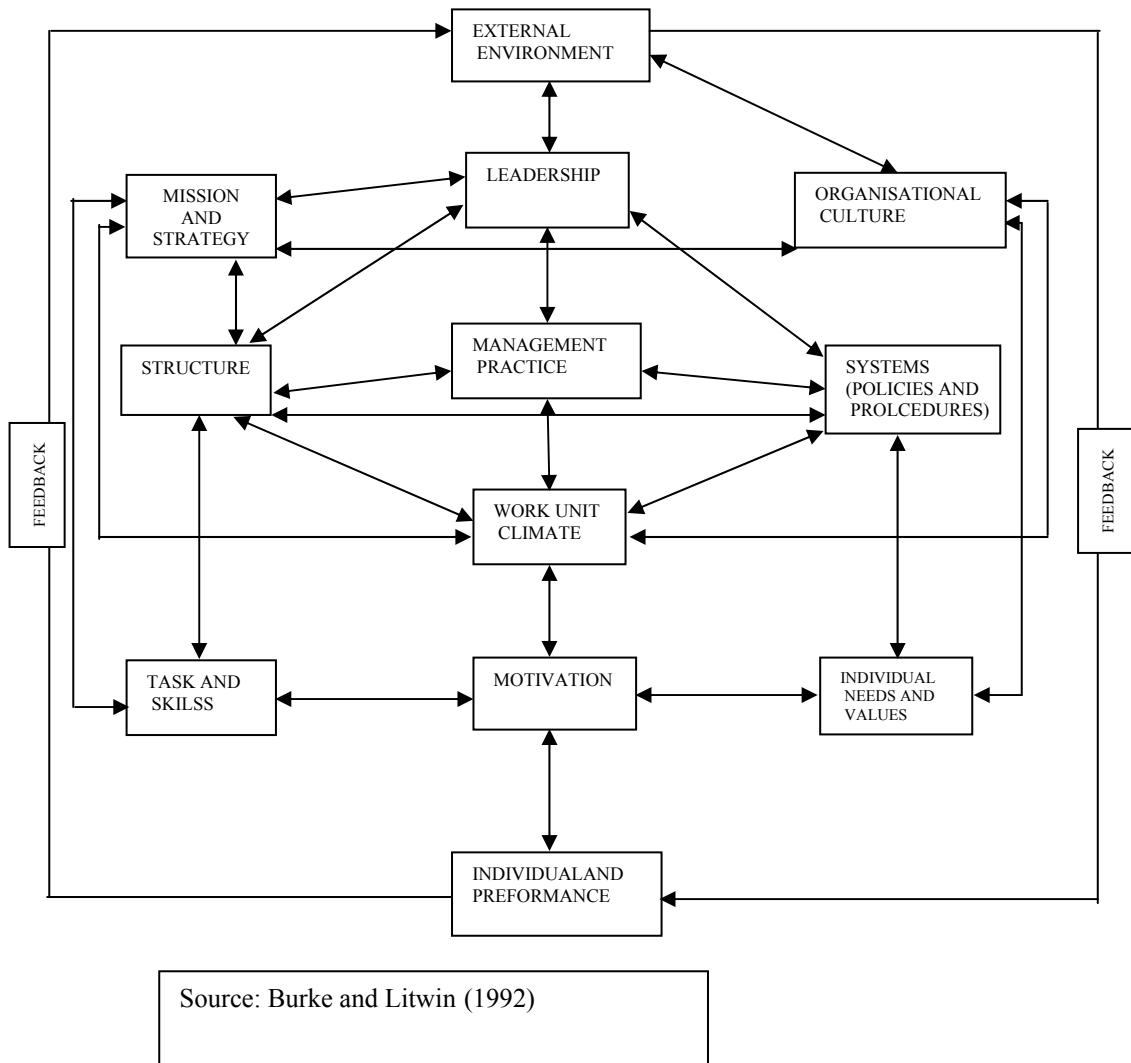 EXTERNAL
ENVIRONMENT
LEADERSHIP
MISSION
AND
STRATEGY
ORGANISATIONAL
CULTURE
STRUCTURE
MANAGEMENT
PRACTICE
SYSTEMS
(POLICIES AND
PROLCEDURES)
FEEDBACK
FEEDBACK
WORK UNIT
CLIMATE
TASK AND
SKILSS
MOTIVATION
INDIVIDUAL
NEEDS AND
VALUES
INDIVIDUALAND
PREFORMANCE
Source: Burke and Litwin (1992)